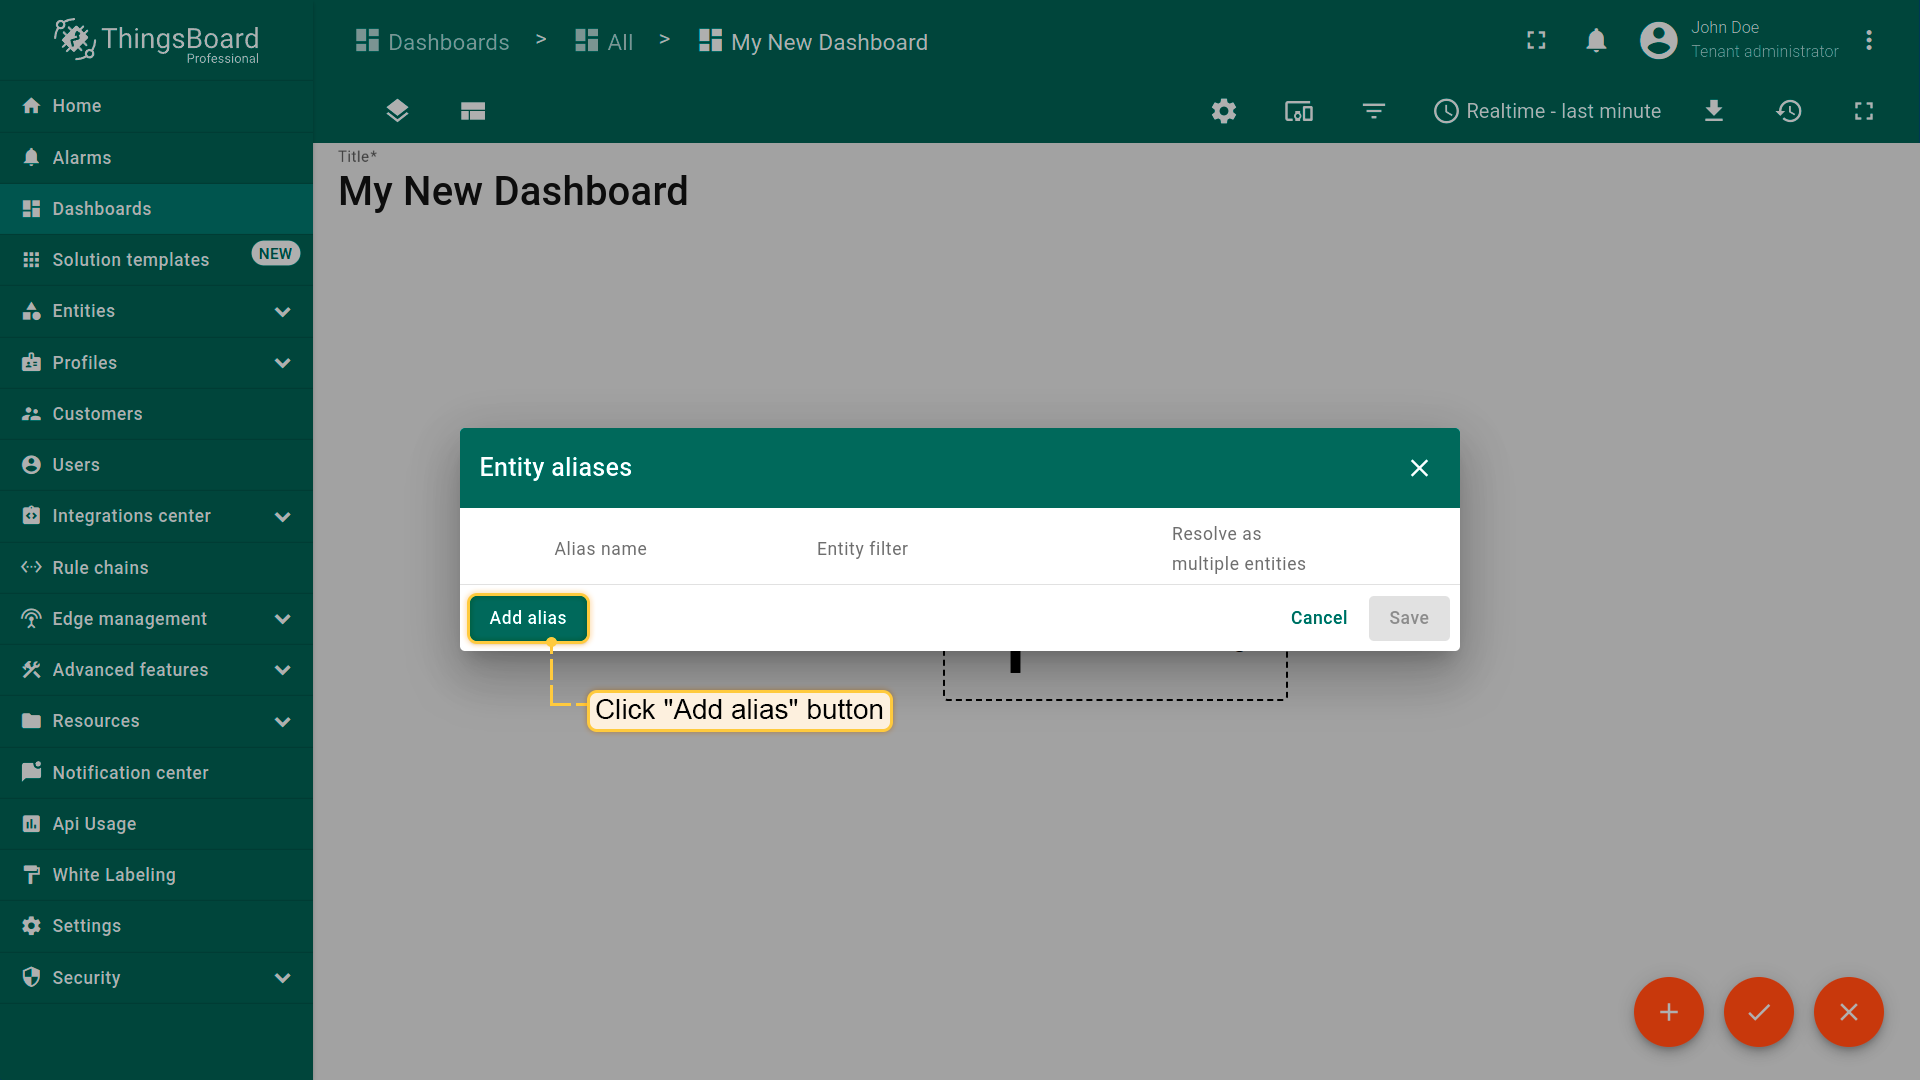 ThingsBoard
Professional
Dashboards > All > My New Dashboard
John Doe
Tenant administrator
Realtime - last minute
Home
Alarms
Dashboards
Solution templates NEW
Entities
Profiles
Customers
Users
Integrations center
Rule chains
Edge management
Advanced features
Resources
Notification center
Api Usage
White Labeling
Settings
Security
Title*
My New Dashboard
Entity aliases
Alias name
Entity filter
Resolve as
multiple entities
Add alias
Cancel
Save
Click "Add alias" button